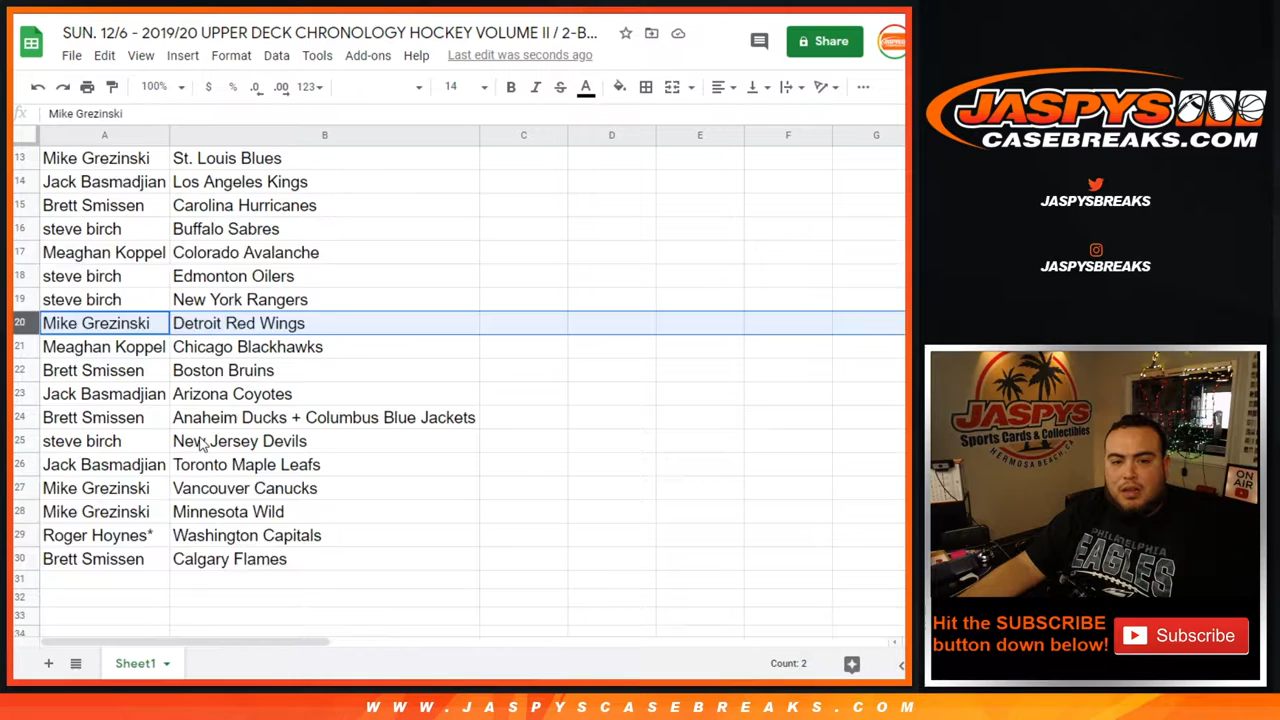 SUN. 12/6 - 2019/20 UPPER DECK CHRONOLOGY HOCKEY VOLUME II / 2-B...
File Edit View Insert Format Data Tools Add-ons Help Last edit was seconds ago
Share
100% $ % .0 .00 123 14 B I S A
fx Mike Grezinski
A B C D E F G
13 Mike Grezinski St. Louis Blues
14 Jack Basmadjian Los Angeles Kings
15 Brett Smissen Carolina Hurricanes
16 steve birch Buffalo Sabres
17 Meaghan Koppel Colorado Avalanche
18 steve birch Edmonton Oilers
19 steve birch New York Rangers
20 Mike Grezinski Detroit Red Wings
21 Meaghan Koppel Chicago Blackhawks
22 Brett Smissen Boston Bruins
23 Jack Basmadjian Arizona Coyotes
24 Brett Smissen Anaheim Ducks + Columbus Blue Jackets
25 steve birch New Jersey Devils
26 Jack Basmadjian Toronto Maple Leafs
27 Mike Grezinski Vancouver Canucks
28 Mike Grezinski Minnesota Wild
29 Roger Hoynes* Washington Capitals
30 Brett Smissen Calgary Flames
31
32
33
34
Sheet1
Count: 2
JASPYS
CASEBREAKS.COM
JASPYSBREAKS
JASPYSBREAKS
JASPYS
Sports Cards & Collectibles
HERMOSA BEACH, CA
ON AIR
PHILADELPHIA
EAGLES
Hit the SUBSCRIBE
button down below!
Subscribe
WWW.JASPYSCASEBREAKS.COM